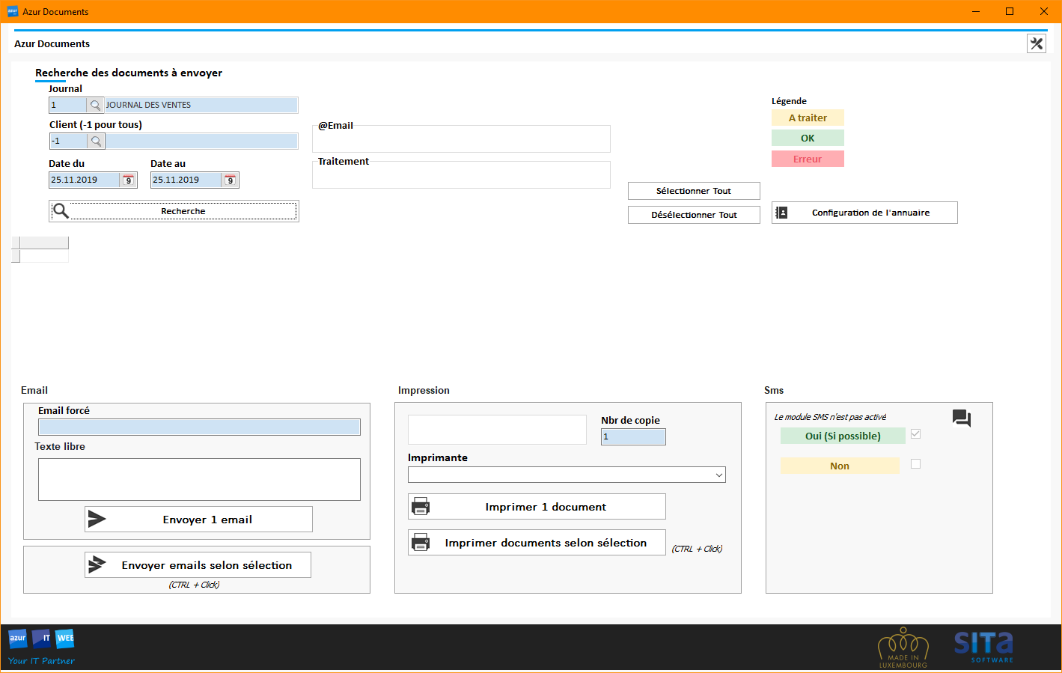 Azur Documents
Azur Documents
Recherche des documents à envoyer
Journal
1 JOURNAL DES VENTES
Client (-1 pour tous)
-1
Date du Date au
25.11.2019 9 25.11.2019 9
Recherche
@Email
Traitement
Sélectionner Tout
Désélectionner Tout
Légende
A traiter
OK
Erreur
Configuration de l'annuaire
Email
Email forcé
Texte libre
Envoyer 1 email
Envoyer emails selon sélection
(CTRL + Click)
Impression
Nbr de copie
1
Imprimante
Imprimer 1 document
Imprimer documents selon sélection
(CTRL + Click)
Sms
Le module SMS n'est pas activé
Oui (Si possible)
Non
azur IT WEB
Your IT Partner
MADE IN
LUXEMBOURG
SITA
SOFTWARE